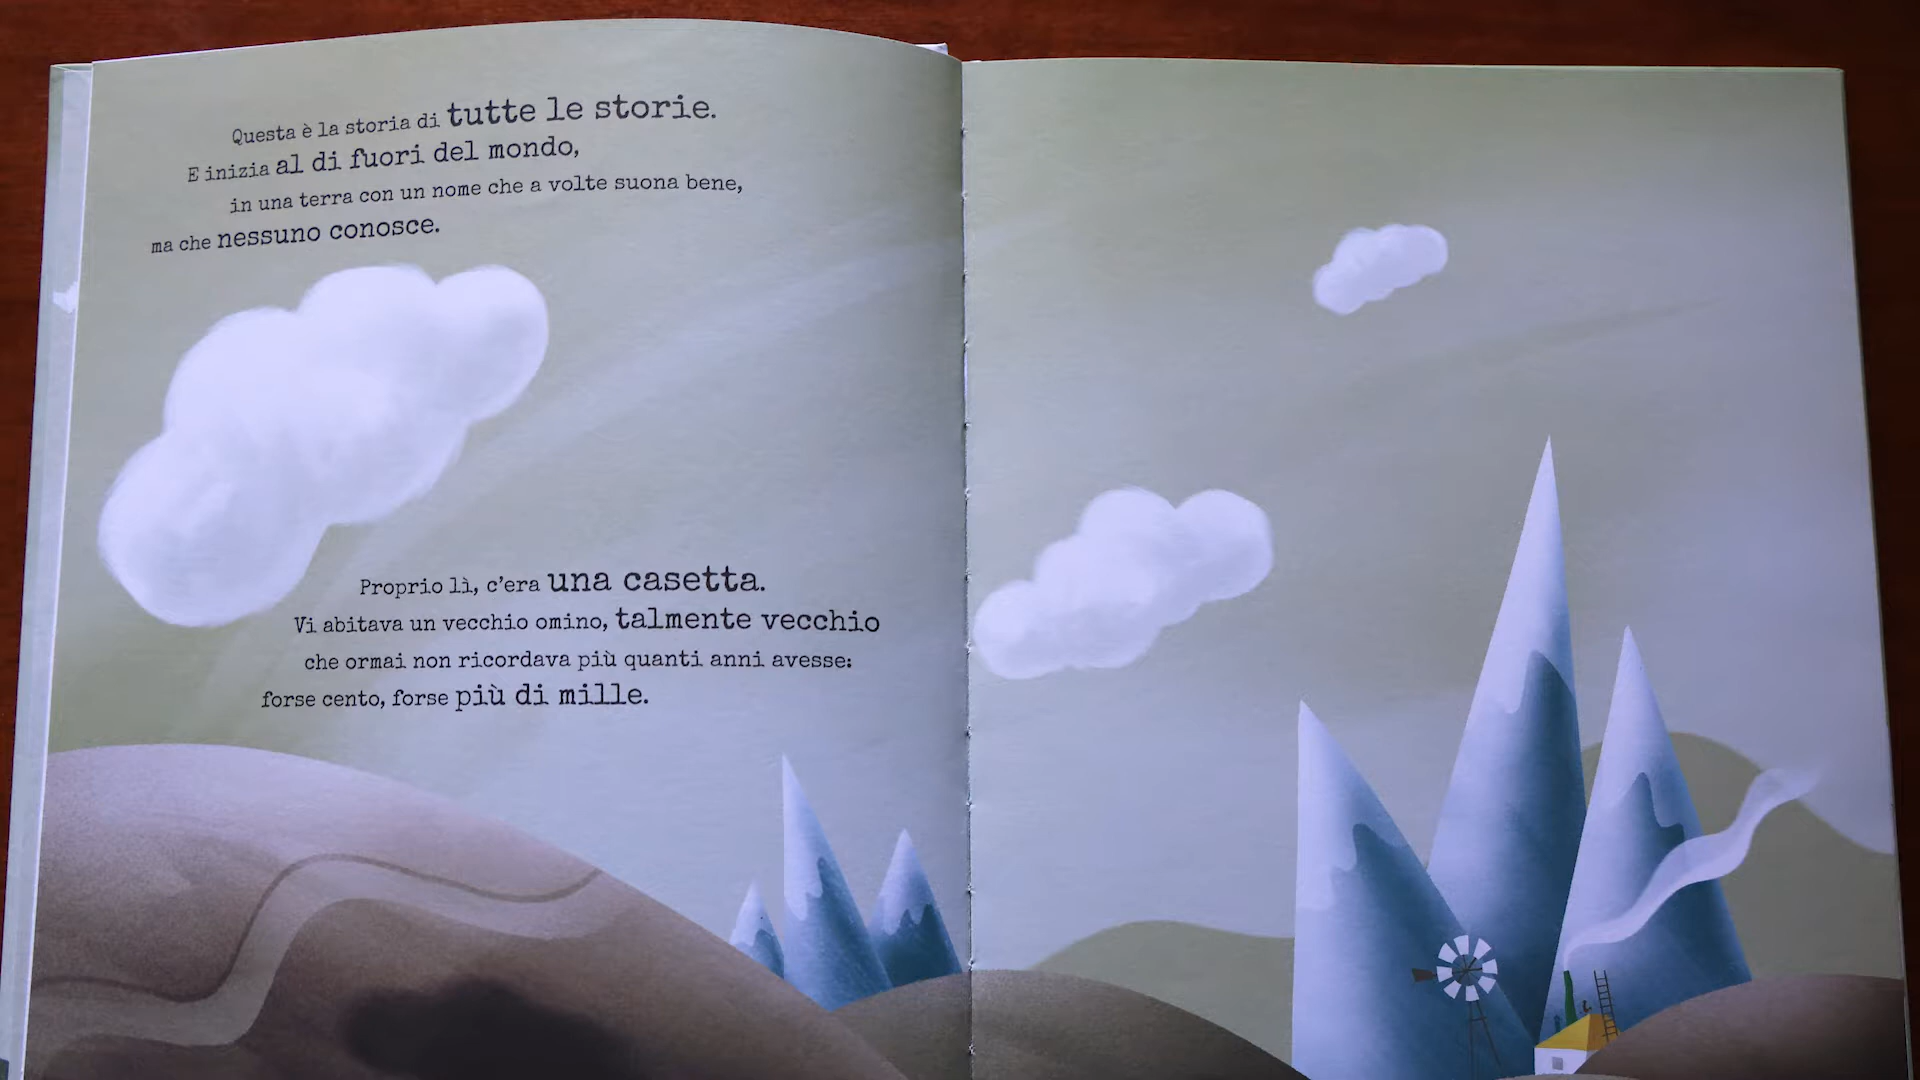 Questa è la storia di tutte le storie.
E inizia al di fuori del mondo,
in una terra con un nome che a volte suona bene,
ma che nessuno conosce.
Proprio lì, c'era una casetta.
Vi abitava un vecchio omino, talmente vecchio
che ormai non ricordava più quanti anni avesse:
forse cento, forse più di mille.